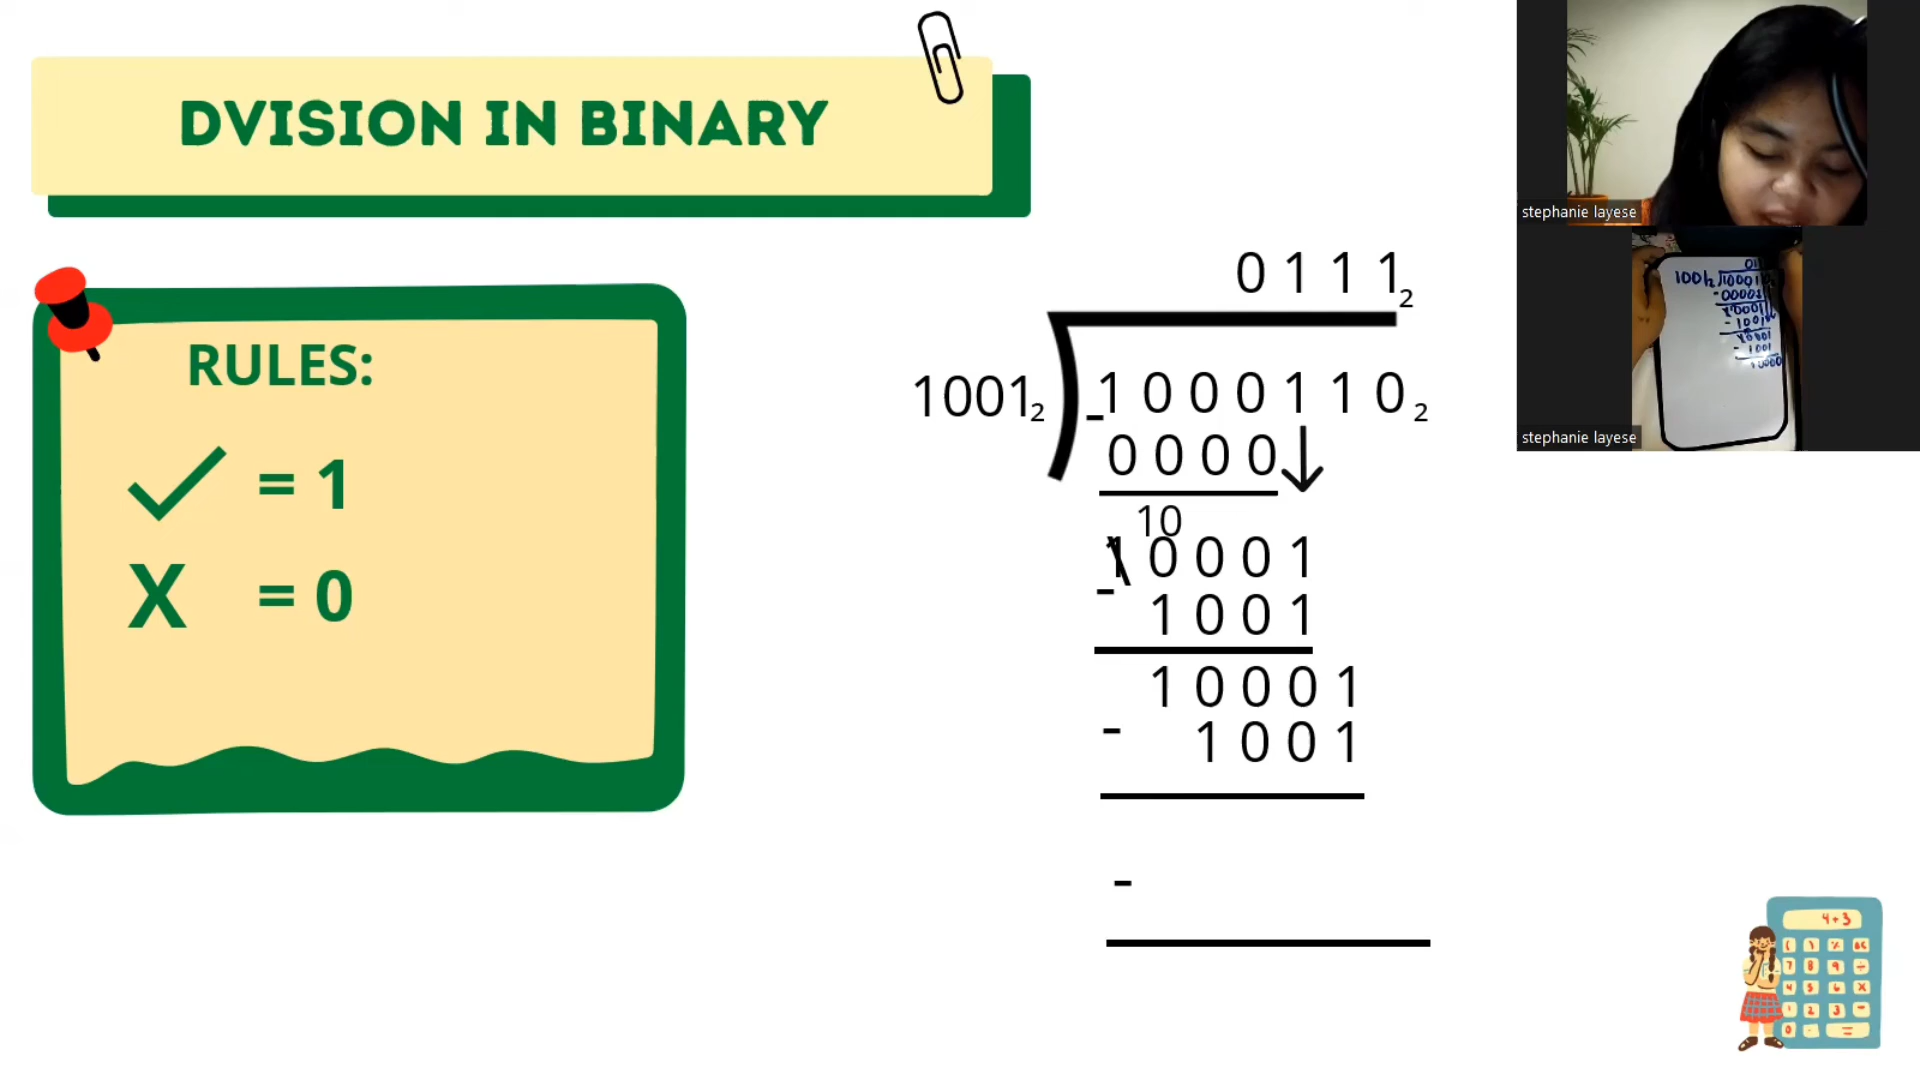 DVISION IN BINARY
RULES:
= 1
X = 0
0 1 1 1₂
1001₂
1 0 0 0 1 1 0₂
-
0 0 0 0
10
1 0 0 0 1
-
1 0 0 1
1 0 0 0 1
-
1 0 0 1
-
stephanie layese
stephanie layese
4+3